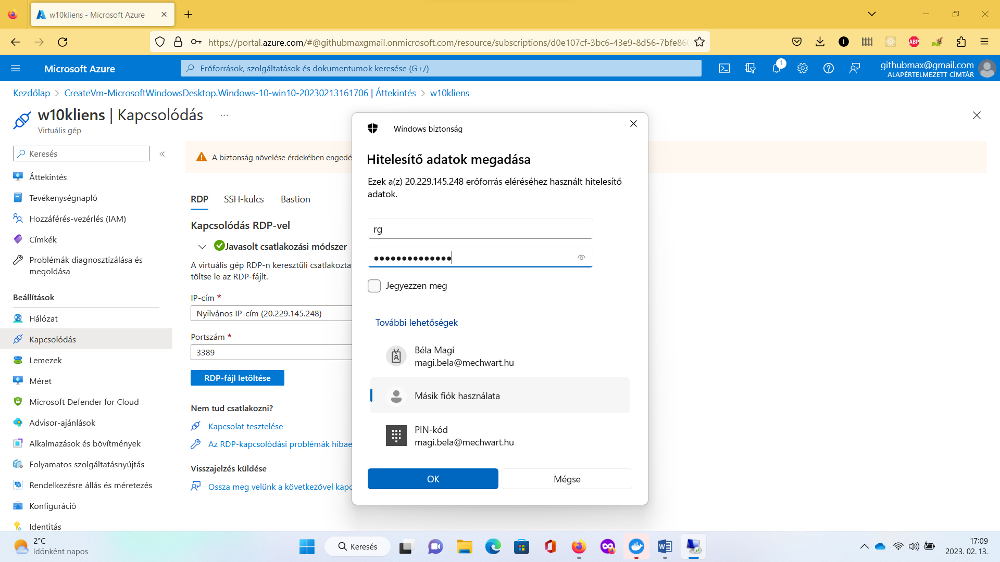 w10kliens - Microsoft Azure
https://portal.azure.com/#@githubmaxgmail.onmicrosoft.com/resource/subscriptions/d0e107cf-3bc6-43e9-8d56-7bfe860
ABP
Microsoft Azure
Erőforrások, szolgáltatások és dokumentumok keresése (G+/)
1
githubmax@gmail.com
ALAPÉRTELMEZETT CÍMTÁR
Kezdőlap > CreateVm-MicrosoftWindowsDesktop.Windows-10-win10-20230213161706 | Áttekintés > w10kliens
w10kliens | Kapcsolódás ...
Virtuális gép
Keresés
Áttekintés
Tevékenységnapló
Hozzáférés-vezérlés (IAM)
Címkék
Problémák diagnosztizálása és
megoldása
Beállítások
Hálózat
Kapcsolódás
Lemezek
Méret
Microsoft Defender for Cloud
Advisor-ajánlások
Alkalmazások és bővítmények
Folyamatos szolgáltatásnyújtás
Rendelkezésre állás és méretezés
Konfiguráció
Identitás
A biztonság növelése érdekében engedé
RDP SSH-kulcs Bastion
Kapcsolódás RDP-vel
Javasolt csatlakozási módszer
A virtuális gép RDP-n keresztüli csatlakozta
töltse le az RDP-fájlt.
IP-cím *
Nyilvános IP-cím (20.229.145.248)
Portszám *
3389
RDP-fájl letöltése
Nem tud csatlakozni?
Kapcsolat tesztelése
Az RDP-kapcsolódási problémák hibae
Visszajelzés küldése
Ossza meg velünk a következővel kapc
Windows biztonság
Hitelesítő adatok megadása
Ezek a(z) 20.229.145.248 erőforrás eléréséhez használt hitelesítő
adatok.
rg
●●●●●●●●●●●●●●
Jegyezzen meg
További lehetőségek
Béla Magi
magi.bela@mechwart.hu
Másik fiók használata
PIN-kód
magi.bela@mechwart.hu
OK
Mégse
2°C
Időnként napos
Keresés
17:09
2023. 02. 13.